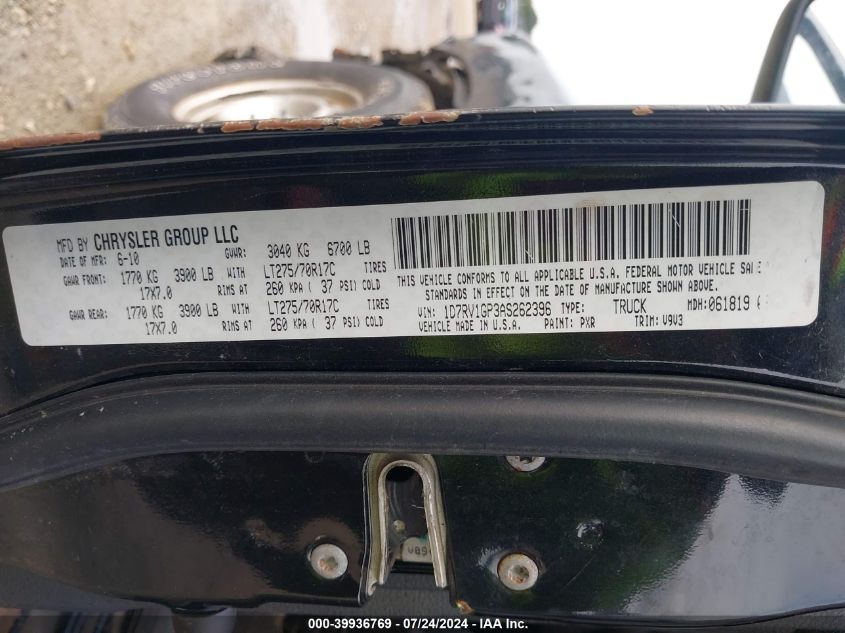 MFD BY CHRYSLER GROUP LLC
DATE OF MFR: 6-10 GVWR: 3040 KG 6700 LB
GAWR FRONT: 1770 KG 3900 LB WITH LT275/70R17C TIRES
17X7.0 RIMS AT 260 KPA ( 37 PSI) COLD
GAWR REAR: 1770 KG 3900 LB WITH LT275/70R17C TIRES
17X7.0 RIMS AT 260 KPA ( 37 PSI) COLD
THIS VEHICLE CONFORMS TO ALL APPLICABLE U.S.A. FEDERAL MOTOR VEHICLE
STANDARDS IN EFFECT ON THE DATE OF MANUFACTURE SHOWN ABOVE.
VIN: 1D7RV1GP3AS262396 TYPE: TRUCK MDH: 061819
VEHICLE MADE IN U.S.A. PAINT: PXR TRIM: V9V3
000-39936769 - 07/24/2024 - IAA Inc.